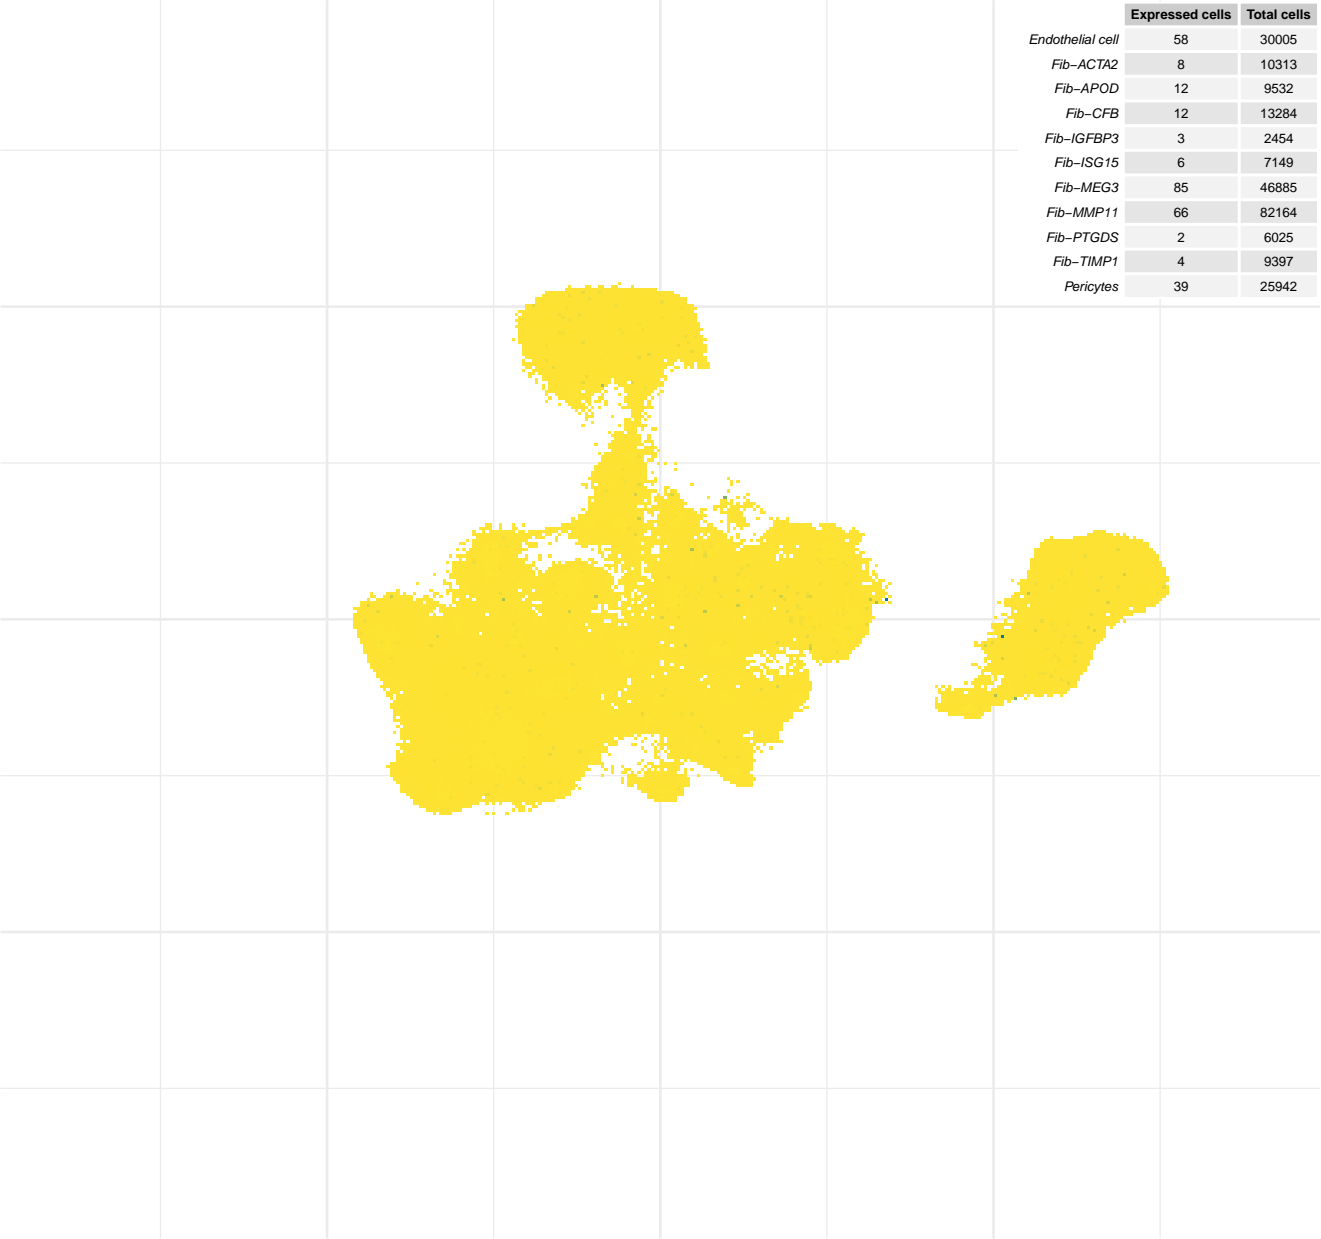 Expressed cells Total cells
Endothelial cell 58 30005
Fib−ACTA2 8 10313
Fib−APOD 12 9532
Fib−CFB 12 13284
Fib−IGFBP3 3 2454
Fib−ISG15 6 7149
Fib−MEG3 85 46885
Fib−MMP11 66 82164
Fib−PTGDS 2 6025
Fib−TIMP1 4 9397
Pericytes 39 25942